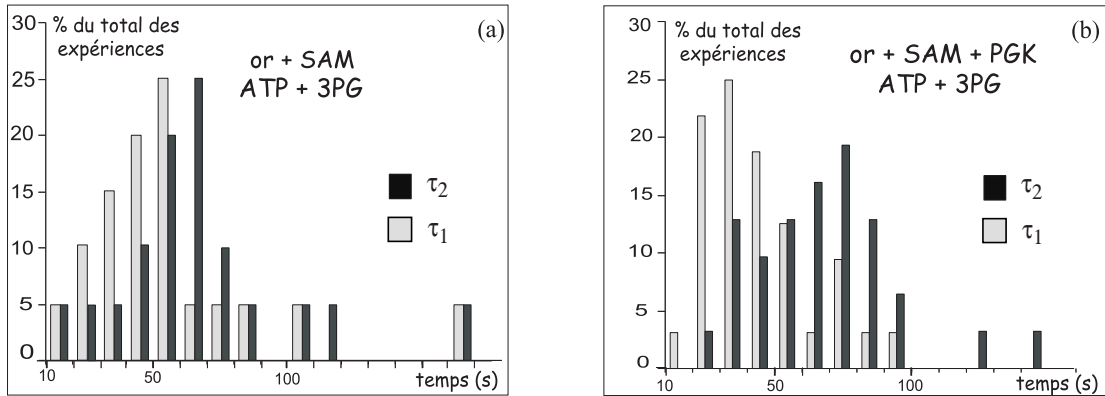 30
% du total des
expériences
(a)
or + SAM
ATP + 3PG
25
20
15
10
5
0
τ2
τ1
10
50
100
temps (s)
30
% du total des
expériences
(b)
or + SAM + PGK
ATP + 3PG
25
20
15
10
5
0
τ2
τ1
10
50
100
temps (s)